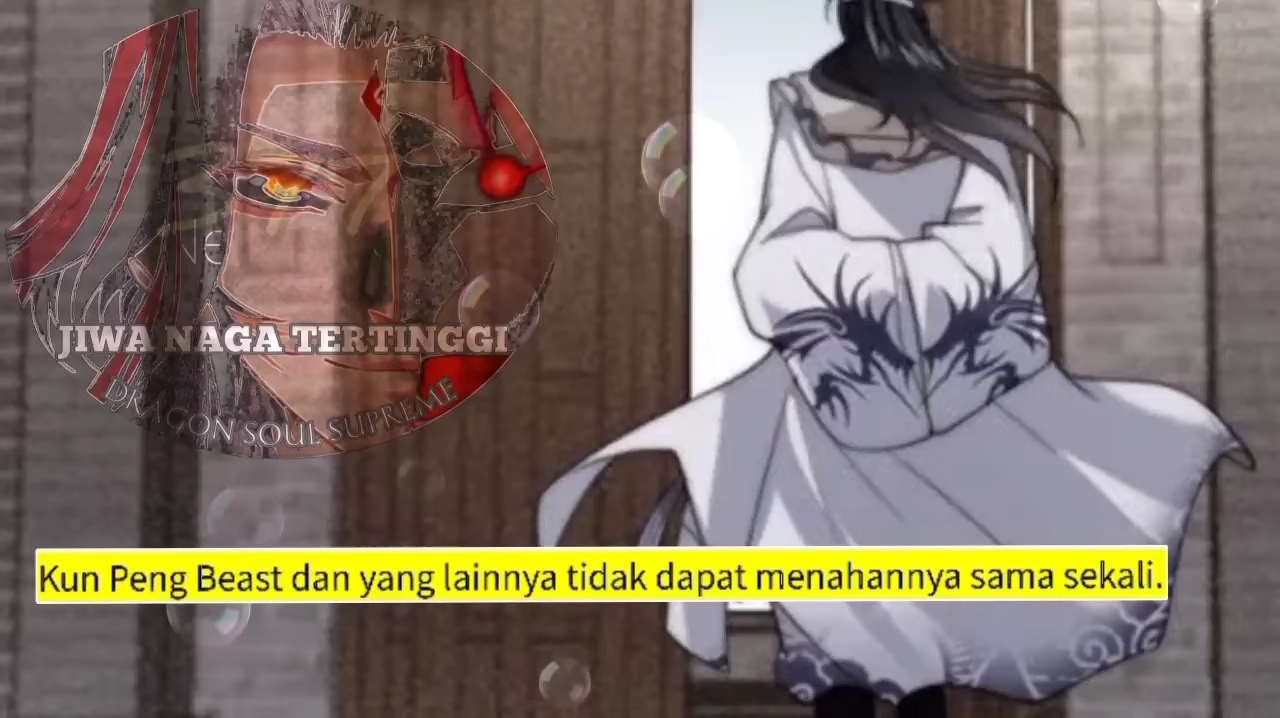 JIWA NAGA TERTINGGI
DRAGON SOUL SUPREME
Kun Peng Beast dan yang lainnya tidak dapat menahannya sama sekali.